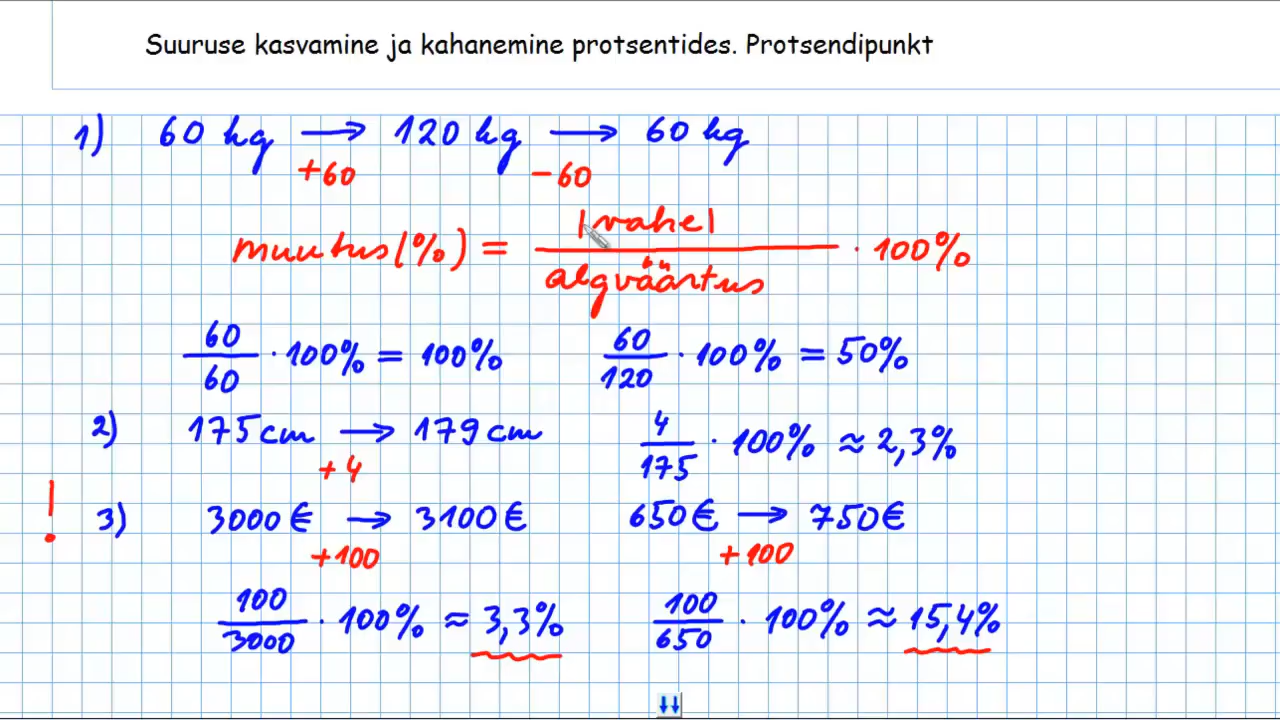 Suuruse kasvamine ja kahanemine protsentides. Protsendipunkt
1) 60 kg → 120 kg → 60 kg
+60 −60
muutus(%) = |vahe| / algväärtus · 100%
60/60 · 100% = 100% 60/120 · 100% = 50%
2) 175 cm → 179 cm 4/175 · 100% ≈ 2,3%
+4
! 3) 3000 € → 3100 € 650 € → 750 €
+100 +100
100/3000 · 100% ≈ 3,3% 100/650 · 100% ≈ 15,4%